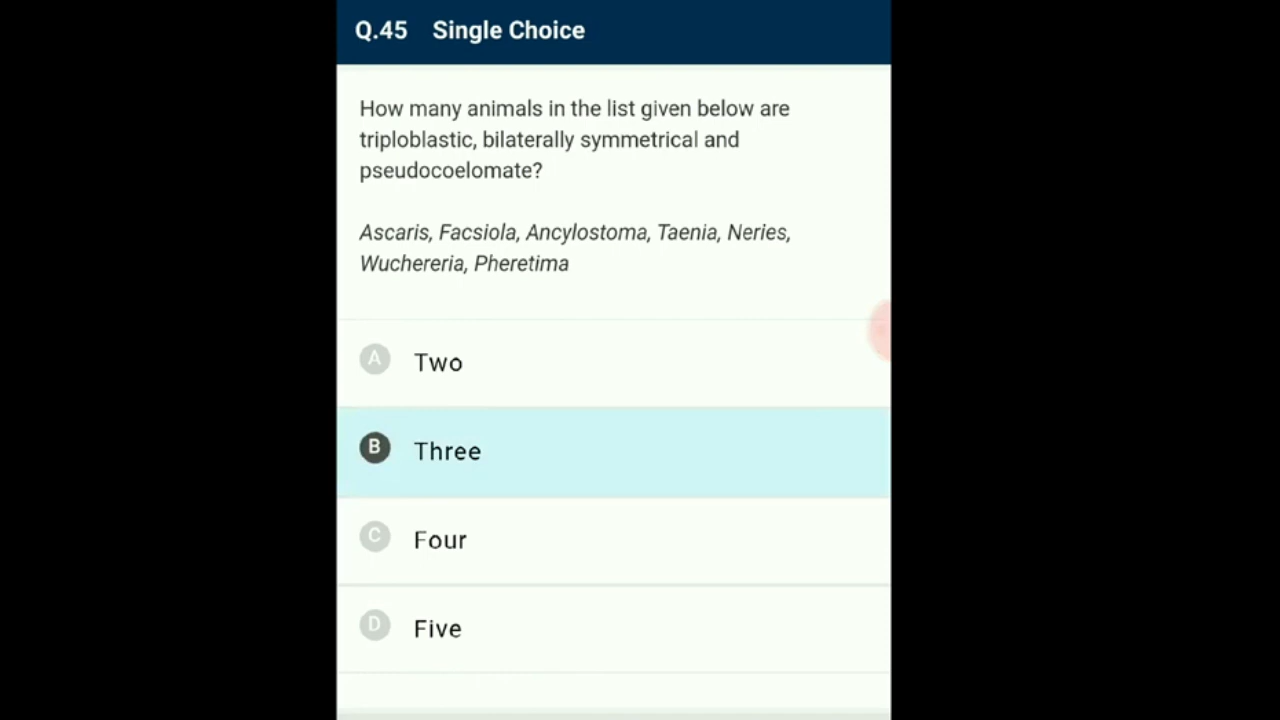 Q.45 Single Choice
How many animals in the list given below are
triploblastic, bilaterally symmetrical and
pseudocoelomate?
Ascaris, Facsiola, Ancylostoma, Taenia, Neries,
Wuchereria, Pheretima
A Two
B Three
C Four
D Five